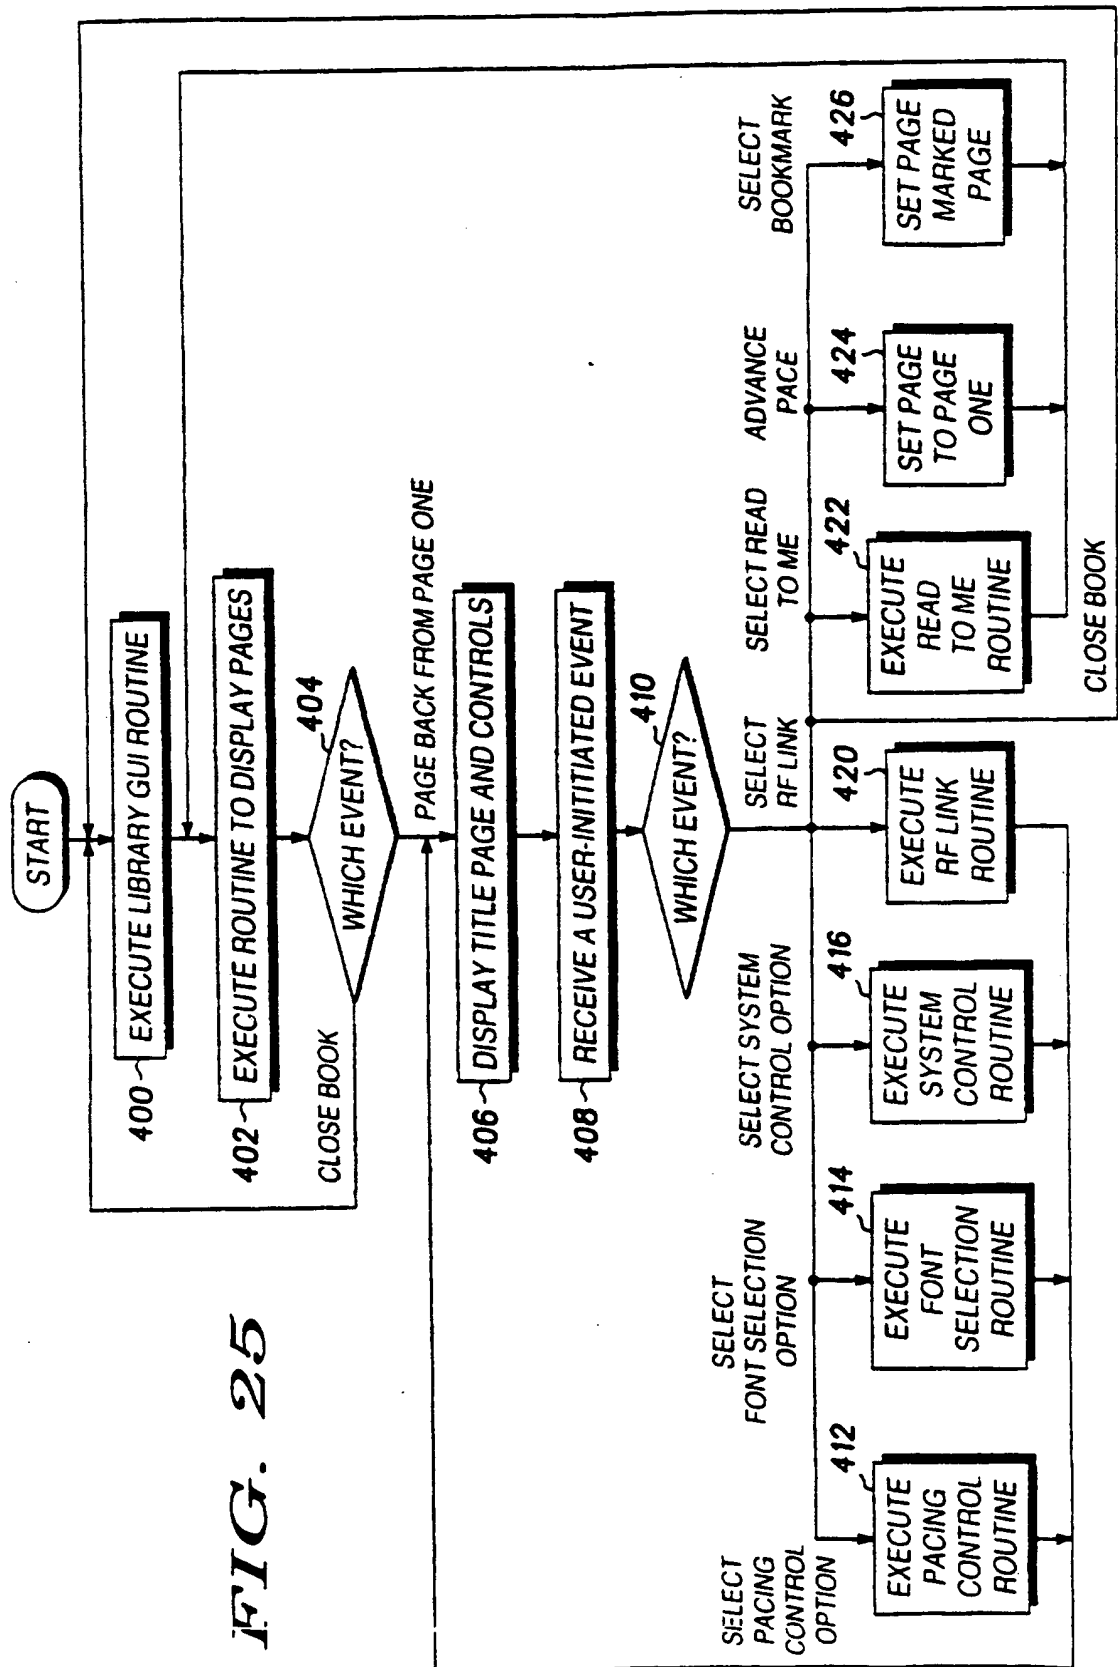 FIG. 25
START
400
EXECUTE LIBRARY GUI ROUTINE
402
EXECUTE ROUTINE TO DISPLAY PAGES
404
WHICH EVENT?
CLOSE BOOK
PAGE BACK FROM PAGE ONE
406
DISPLAY TITLE PAGE AND CONTROLS
408
RECEIVE A USER-INITIATED EVENT
410
WHICH EVENT?
SELECT
PACING
CONTROL
OPTION
412
EXECUTE
PACING
CONTROL
ROUTINE
SELECT
FONT SELECTION
OPTION
414
EXECUTE
FONT
SELECTION
ROUTINE
SELECT SYSTEM
CONTROL OPTION
416
EXECUTE
SYSTEM
CONTROL
ROUTINE
SELECT
RF LINK
420
EXECUTE
RF LINK
ROUTINE
SELECT READ
TO ME
422
EXECUTE
READ
TO ME
ROUTINE
ADVANCE
PACE
424
SET PAGE
TO PAGE
ONE
SELECT
BOOKMARK
426
SET PAGE
MARKED
PAGE
CLOSE BOOK